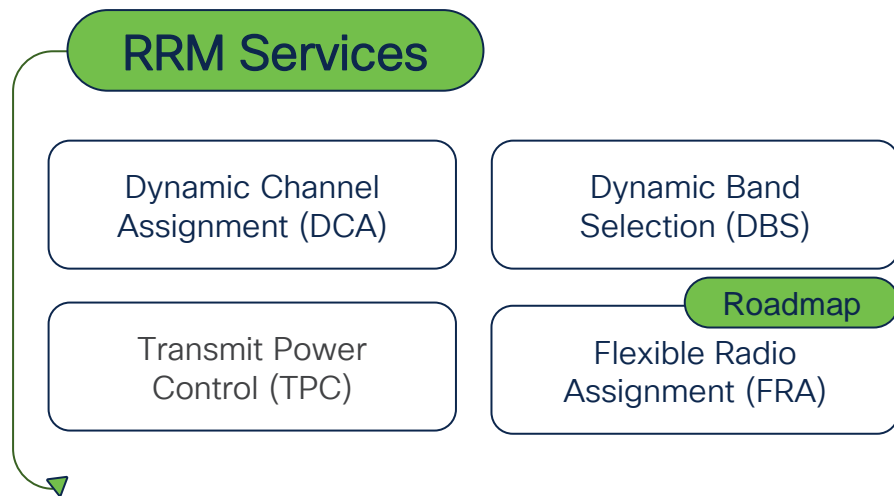 RRM Services
Dynamic Channel
Assignment (DCA)
Dynamic Band
Selection (DBS)
Transmit Power
Control (TPC)
Roadmap
Flexible Radio
Assignment (FRA)